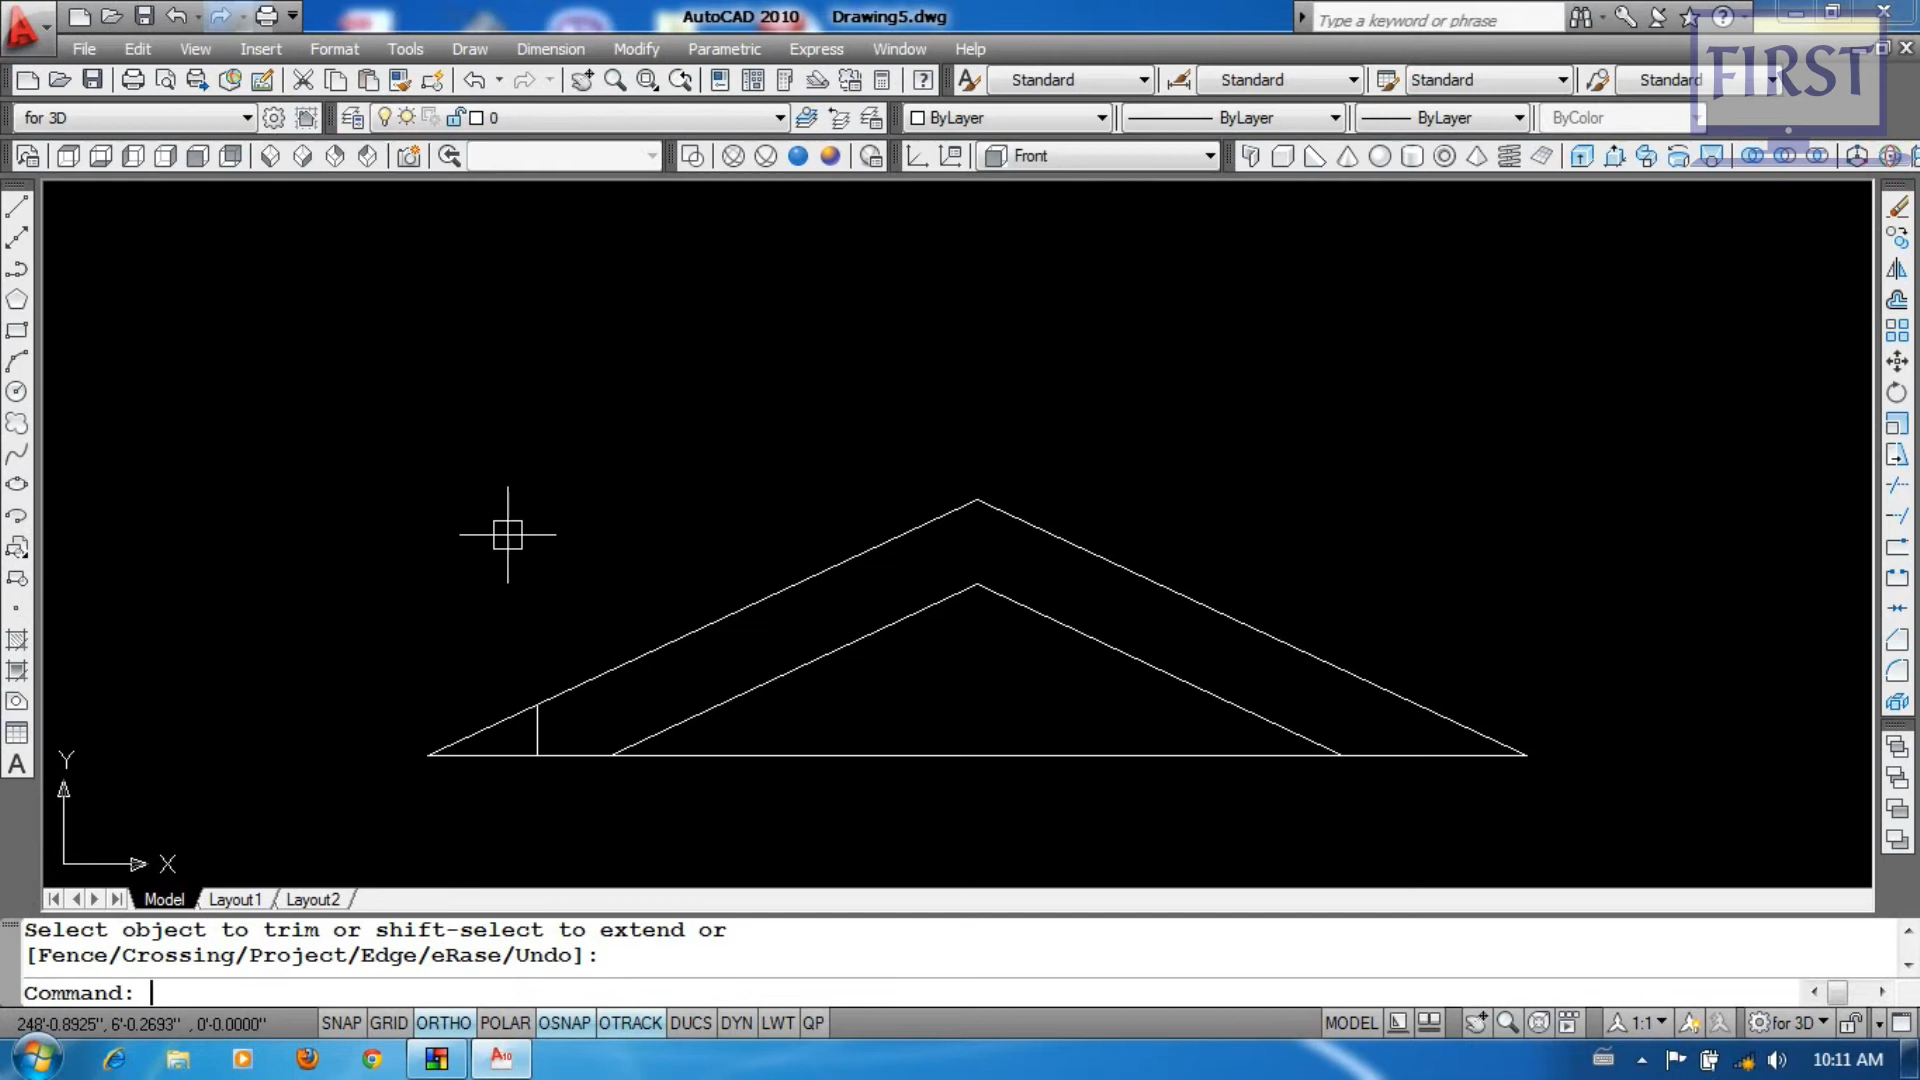 AutoCAD 2010 Drawing5.dwg Type a keyword or phrase
File Edit View Insert Format Tools Draw Dimension Modify Parametric Express Window Help
FIRST
Standard Standard Standard Standard
for 3D 0 ByLayer ByLayer ByLayer ByColor
Front
A
Y
X
Model Layout1 Layout2
Select object to trim or shift-select to extend or
[Fence/Crossing/Project/Edge/eRase/Undo]:
Command:
248'-0.8925", 6'-0.2693" , 0'-0.0000" SNAP GRID ORTHO POLAR OSNAP OTRACK DUCS DYN LWT QP MODEL 1:1 for 3D
10:11 AM